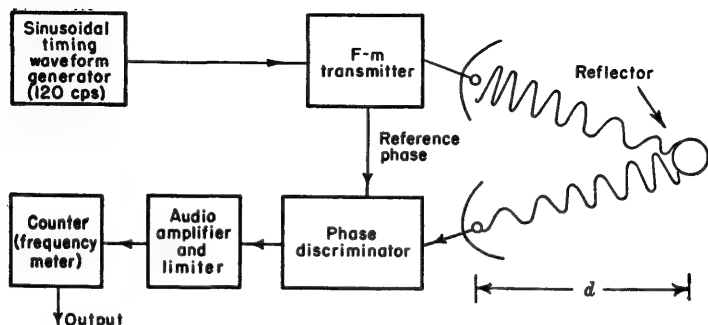 Sinusoidal
timing
waveform
generator
(120 cps)
F-m
transmitter
Reflector
Reference
phase
Counter
(frequency
meter)
Audio
amplifier
and
limiter
Phase
discriminator
d
Output